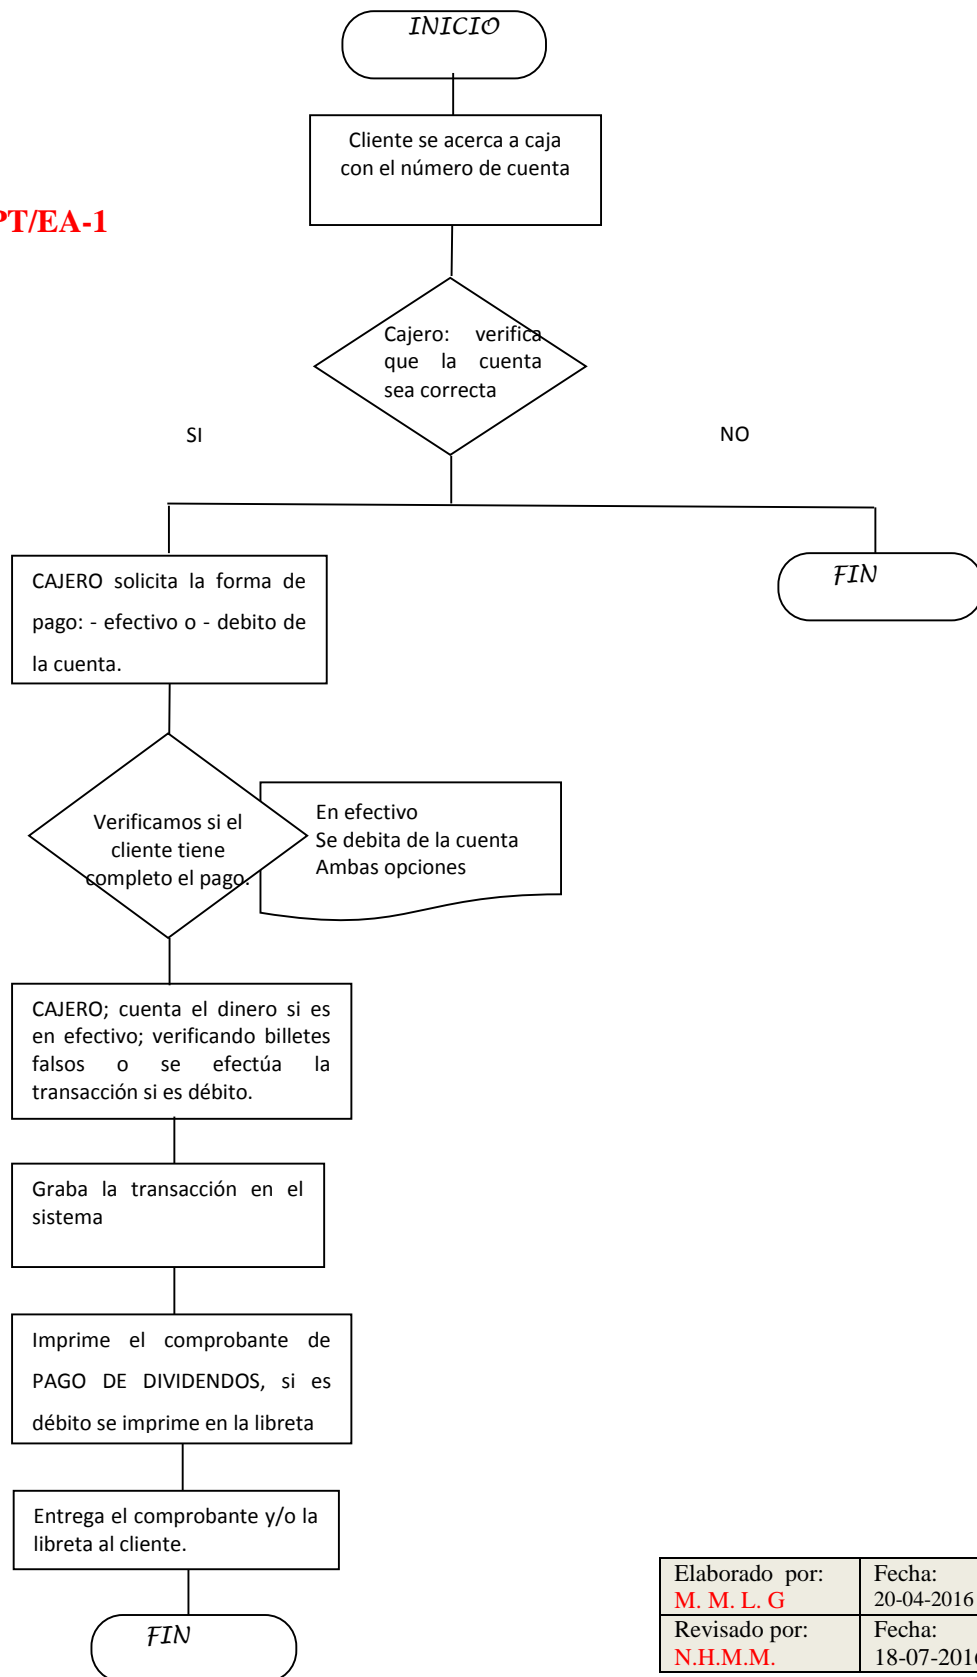 INICIO
Cliente se acerca a caja
con el número de cuenta
PT/EA-1
Cajero: verifica
que la cuenta
sea correcta
SI
NO
CAJERO solicita la forma de
pago: - efectivo o - debito de
la cuenta.
FIN
Verificamos si el
cliente tiene
completo el pago.
En efectivo
Se debita de la cuenta
Ambas opciones
CAJERO; cuenta el dinero si es
en efectivo; verificando billetes
falsos o se efectúa la
transacción si es débito.
Graba la transacción en el
sistema
Imprime el comprobante de
PAGO DE DIVIDENDOS, si es
débito se imprime en la libreta
Entrega el comprobante y/o la
libreta al cliente.
FIN
Elaborado por:
M. M. L. G
Fecha:
20-04-2016
Revisado por:
N.H.M.M.
Fecha:
18-07-2016